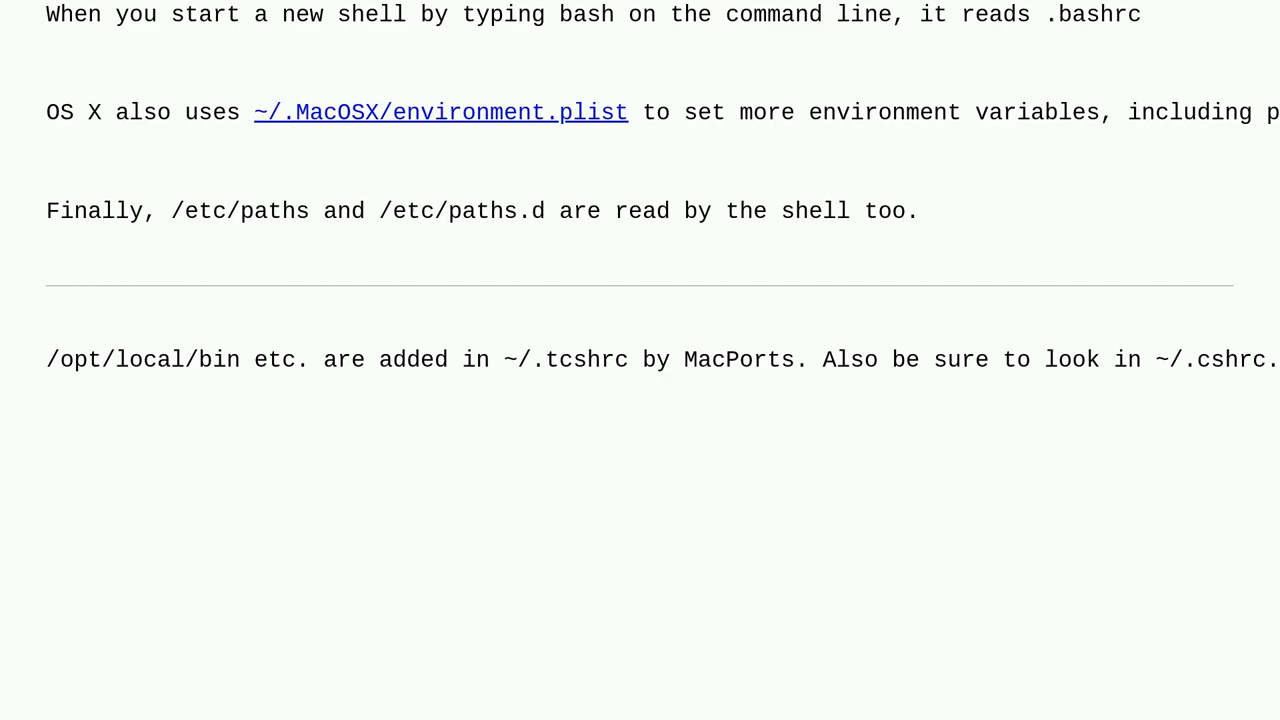 When you start a new shell by typing bash on the command line, it reads .bashrc
OS X also uses ~/.MacOSX/environment.plist to set more environment variables, including
Finally, /etc/paths and /etc/paths.d are read by the shell too.
/opt/local/bin etc. are added in ~/.tcshrc by MacPorts. Also be sure to look in ~/.cshrc.